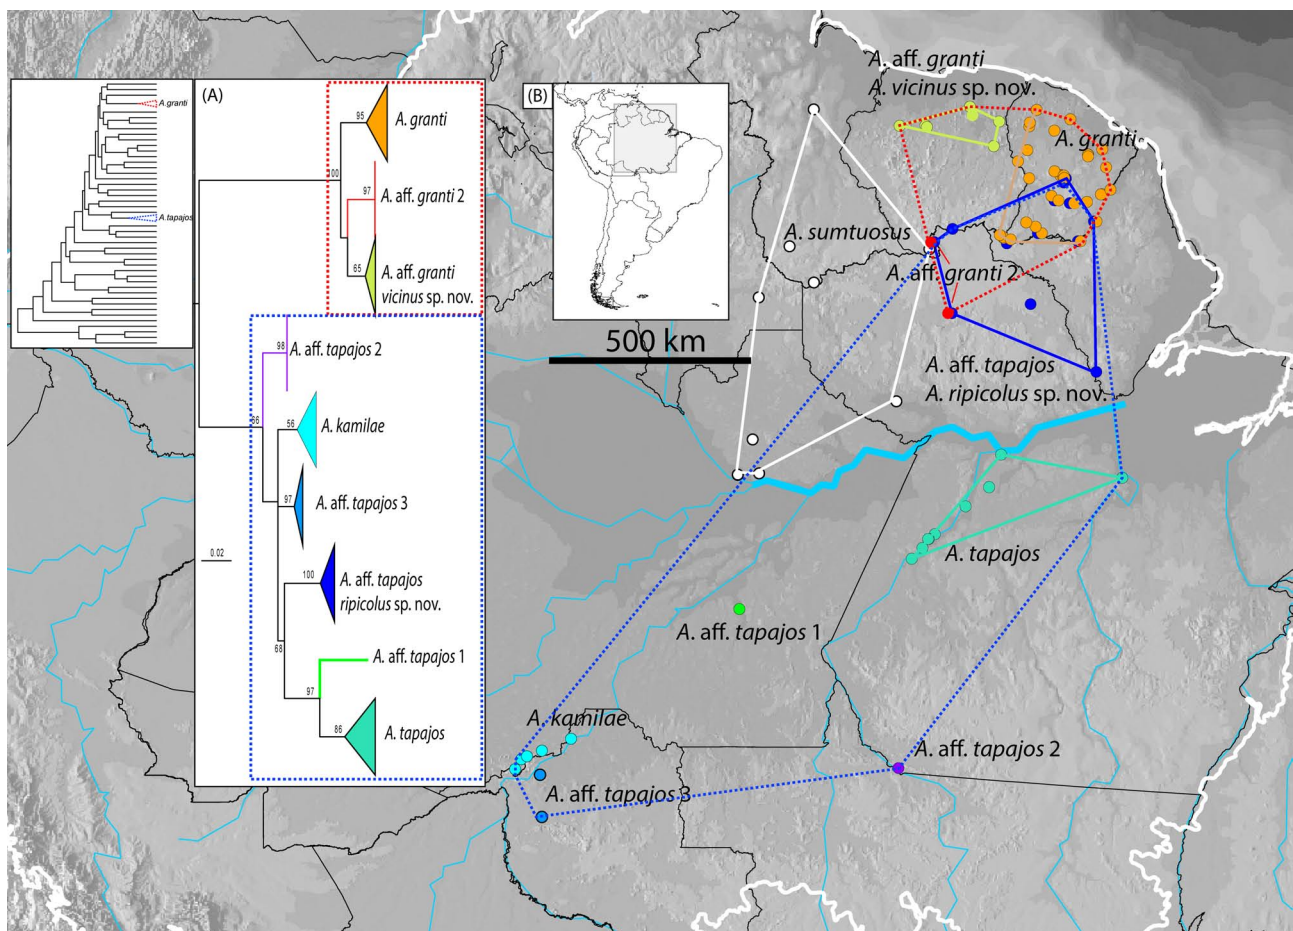 A.granti
A.tapajos
(A)
95
A. granti
00
97
A. aff. granti 2
65
A. aff. granti
vicinus sp. nov.
98
A. aff. tapajos 2
66
56
A. kamilae
97
A. aff. tapajos 3
0.02
100
A. aff. tapajos
ripicolus sp. nov.
68
A. aff. tapajos 1
97
86
A. tapajos
(B)
500 km
A. aff. granti
A. vicinus sp. nov.
A. granti
A. sumtuosus
A. aff. granti 2
A. aff. tapajos
A. ripicolus sp. nov.
A. tapajos
A. aff. tapajos 1
A. kamilae
A. aff. tapajos 2
A. aff. tapajos 3